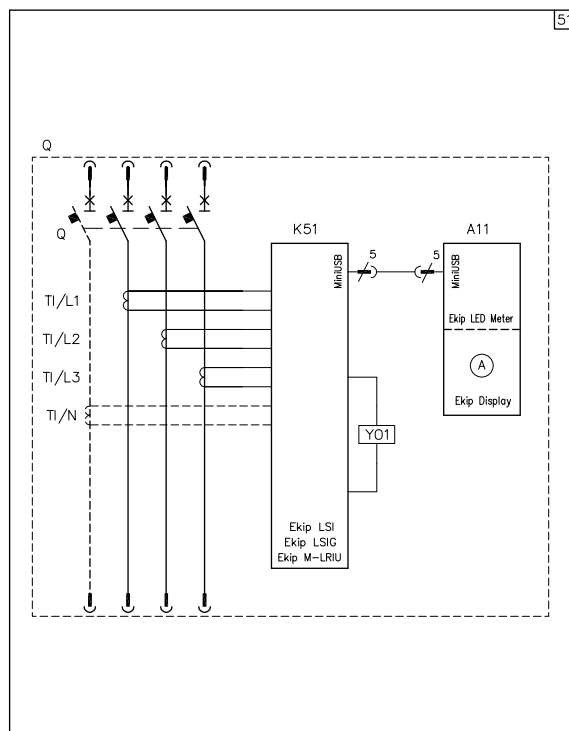 51
Q
Q
K51
A11
MiniUSB
5
5
MiniUSB
TI/L1
Ekip LED Meter
TI/L2
A
TI/L3
Ekip Display
TI/N
YO1
Ekip LSI
Ekip LSIG
Ekip M-LRIU